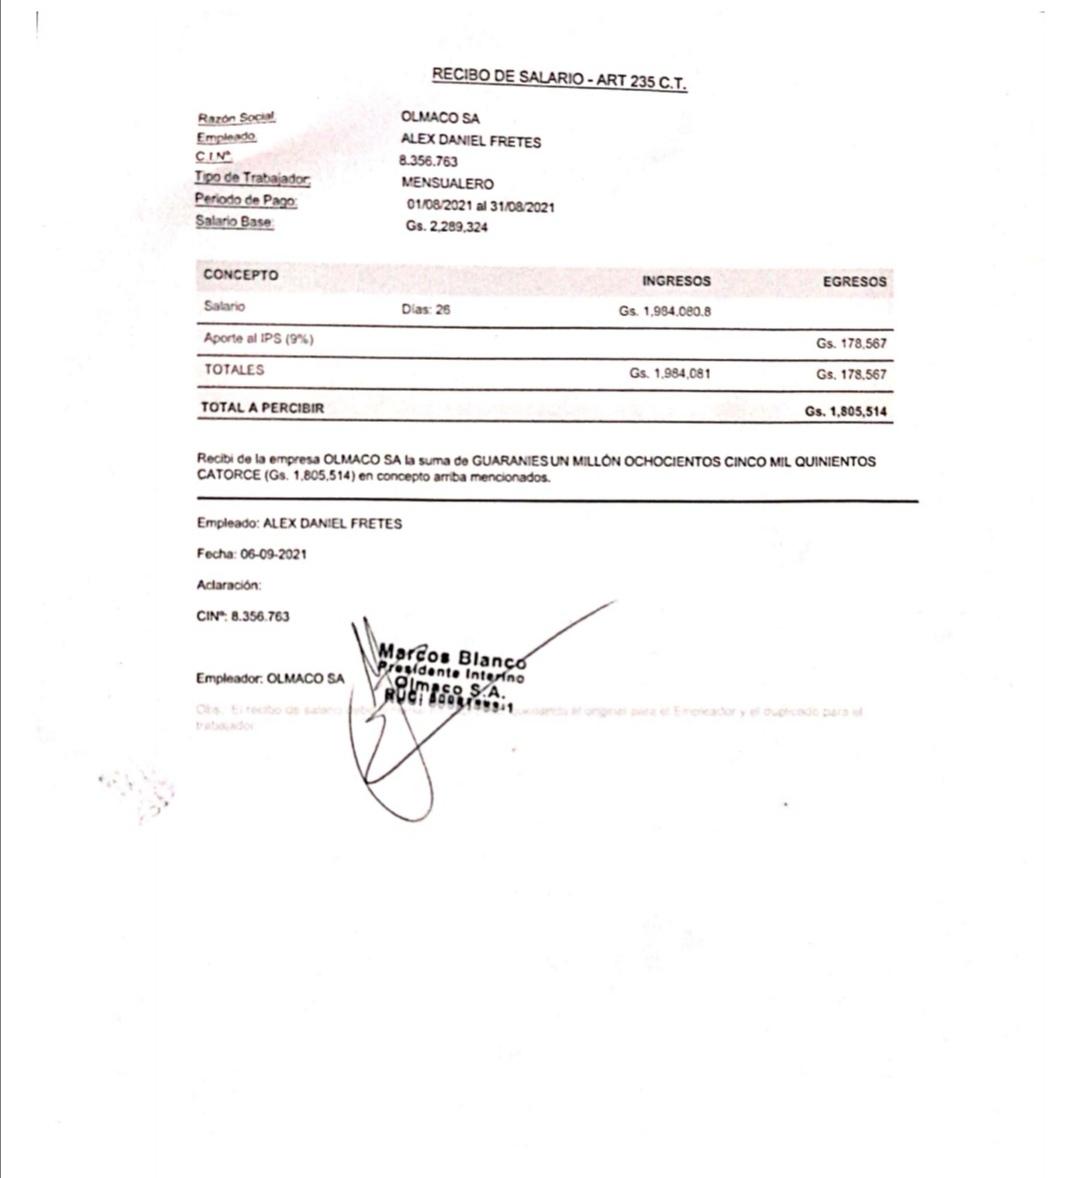 RECIBO DE SALARIO - ART 235 C.T.
Razón Social: OLMACO SA
Empleado: ALEX DANIEL FRETES
C.I.Nº: 8.356.763
Tipo de Trabajador: MENSUALERO
Periodo de Pago: 01/08/2021 al 31/08/2021
Salario Base: Gs. 2,289,324
CONCEPTO INGRESOS EGRESOS
Salario Días: 26 Gs. 1,984,080.8
Aporte al IPS (9%) Gs. 178,567
TOTALES Gs. 1,984,081 Gs. 178,567
TOTAL A PERCIBIR Gs. 1,805,514
Recibi de la empresa OLMACO SA la suma de GUARANIES UN MILLÓN OCHOCIENTOS CINCO MIL QUINIENTOS
CATORCE (Gs. 1,805,514) en concepto arriba mencionados.
Empleado: ALEX DANIEL FRETES
Fecha: 06-09-2021
Aclaración:
CINº: 8.356.763
Marcos Blanco
Presidente Interino
Empleador: OLMACO SA
Olmaco S.A.
RUC:
Obs.: El recibo de salario el original para el Empleador y el duplicado para el
trabajador